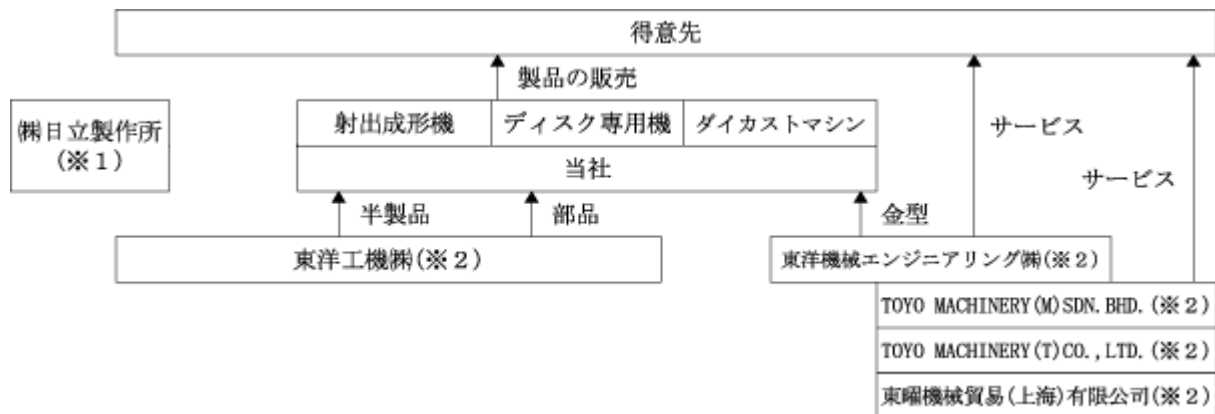 得意先
製品の販売
㈱日立製作所
(※1)
射出成形機
ディスク専用機
ダイカストマシン
サービス
当社
サービス
半製品
部品
金型
東洋工機㈱(※2)
東洋機械エンジニアリング㈱(※2)
TOYO MACHINERY(M)SDN.BHD.(※2)
TOYO MACHINERY(T)CO.,LTD.(※2)
東曜機械貿易(上海)有限公司(※2)